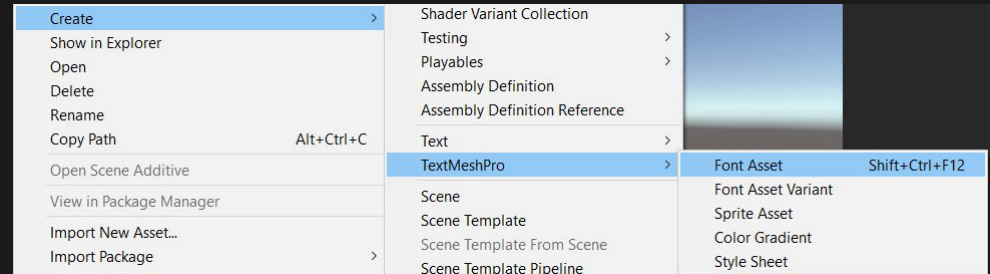 Create
Show in Explorer
Open
Delete
Rename
Copy Path Alt+Ctrl+C
Open Scene Additive
View in Package Manager
Import New Asset...
Import Package
Shader Variant Collection
Testing
Playables
Assembly Definition
Assembly Definition Reference
Text
TextMeshPro
Scene
Scene Template
Scene Template From Scene
Scene Template Pipeline
Font Asset Shift+Ctrl+F12
Font Asset Variant
Sprite Asset
Color Gradient
Style Sheet